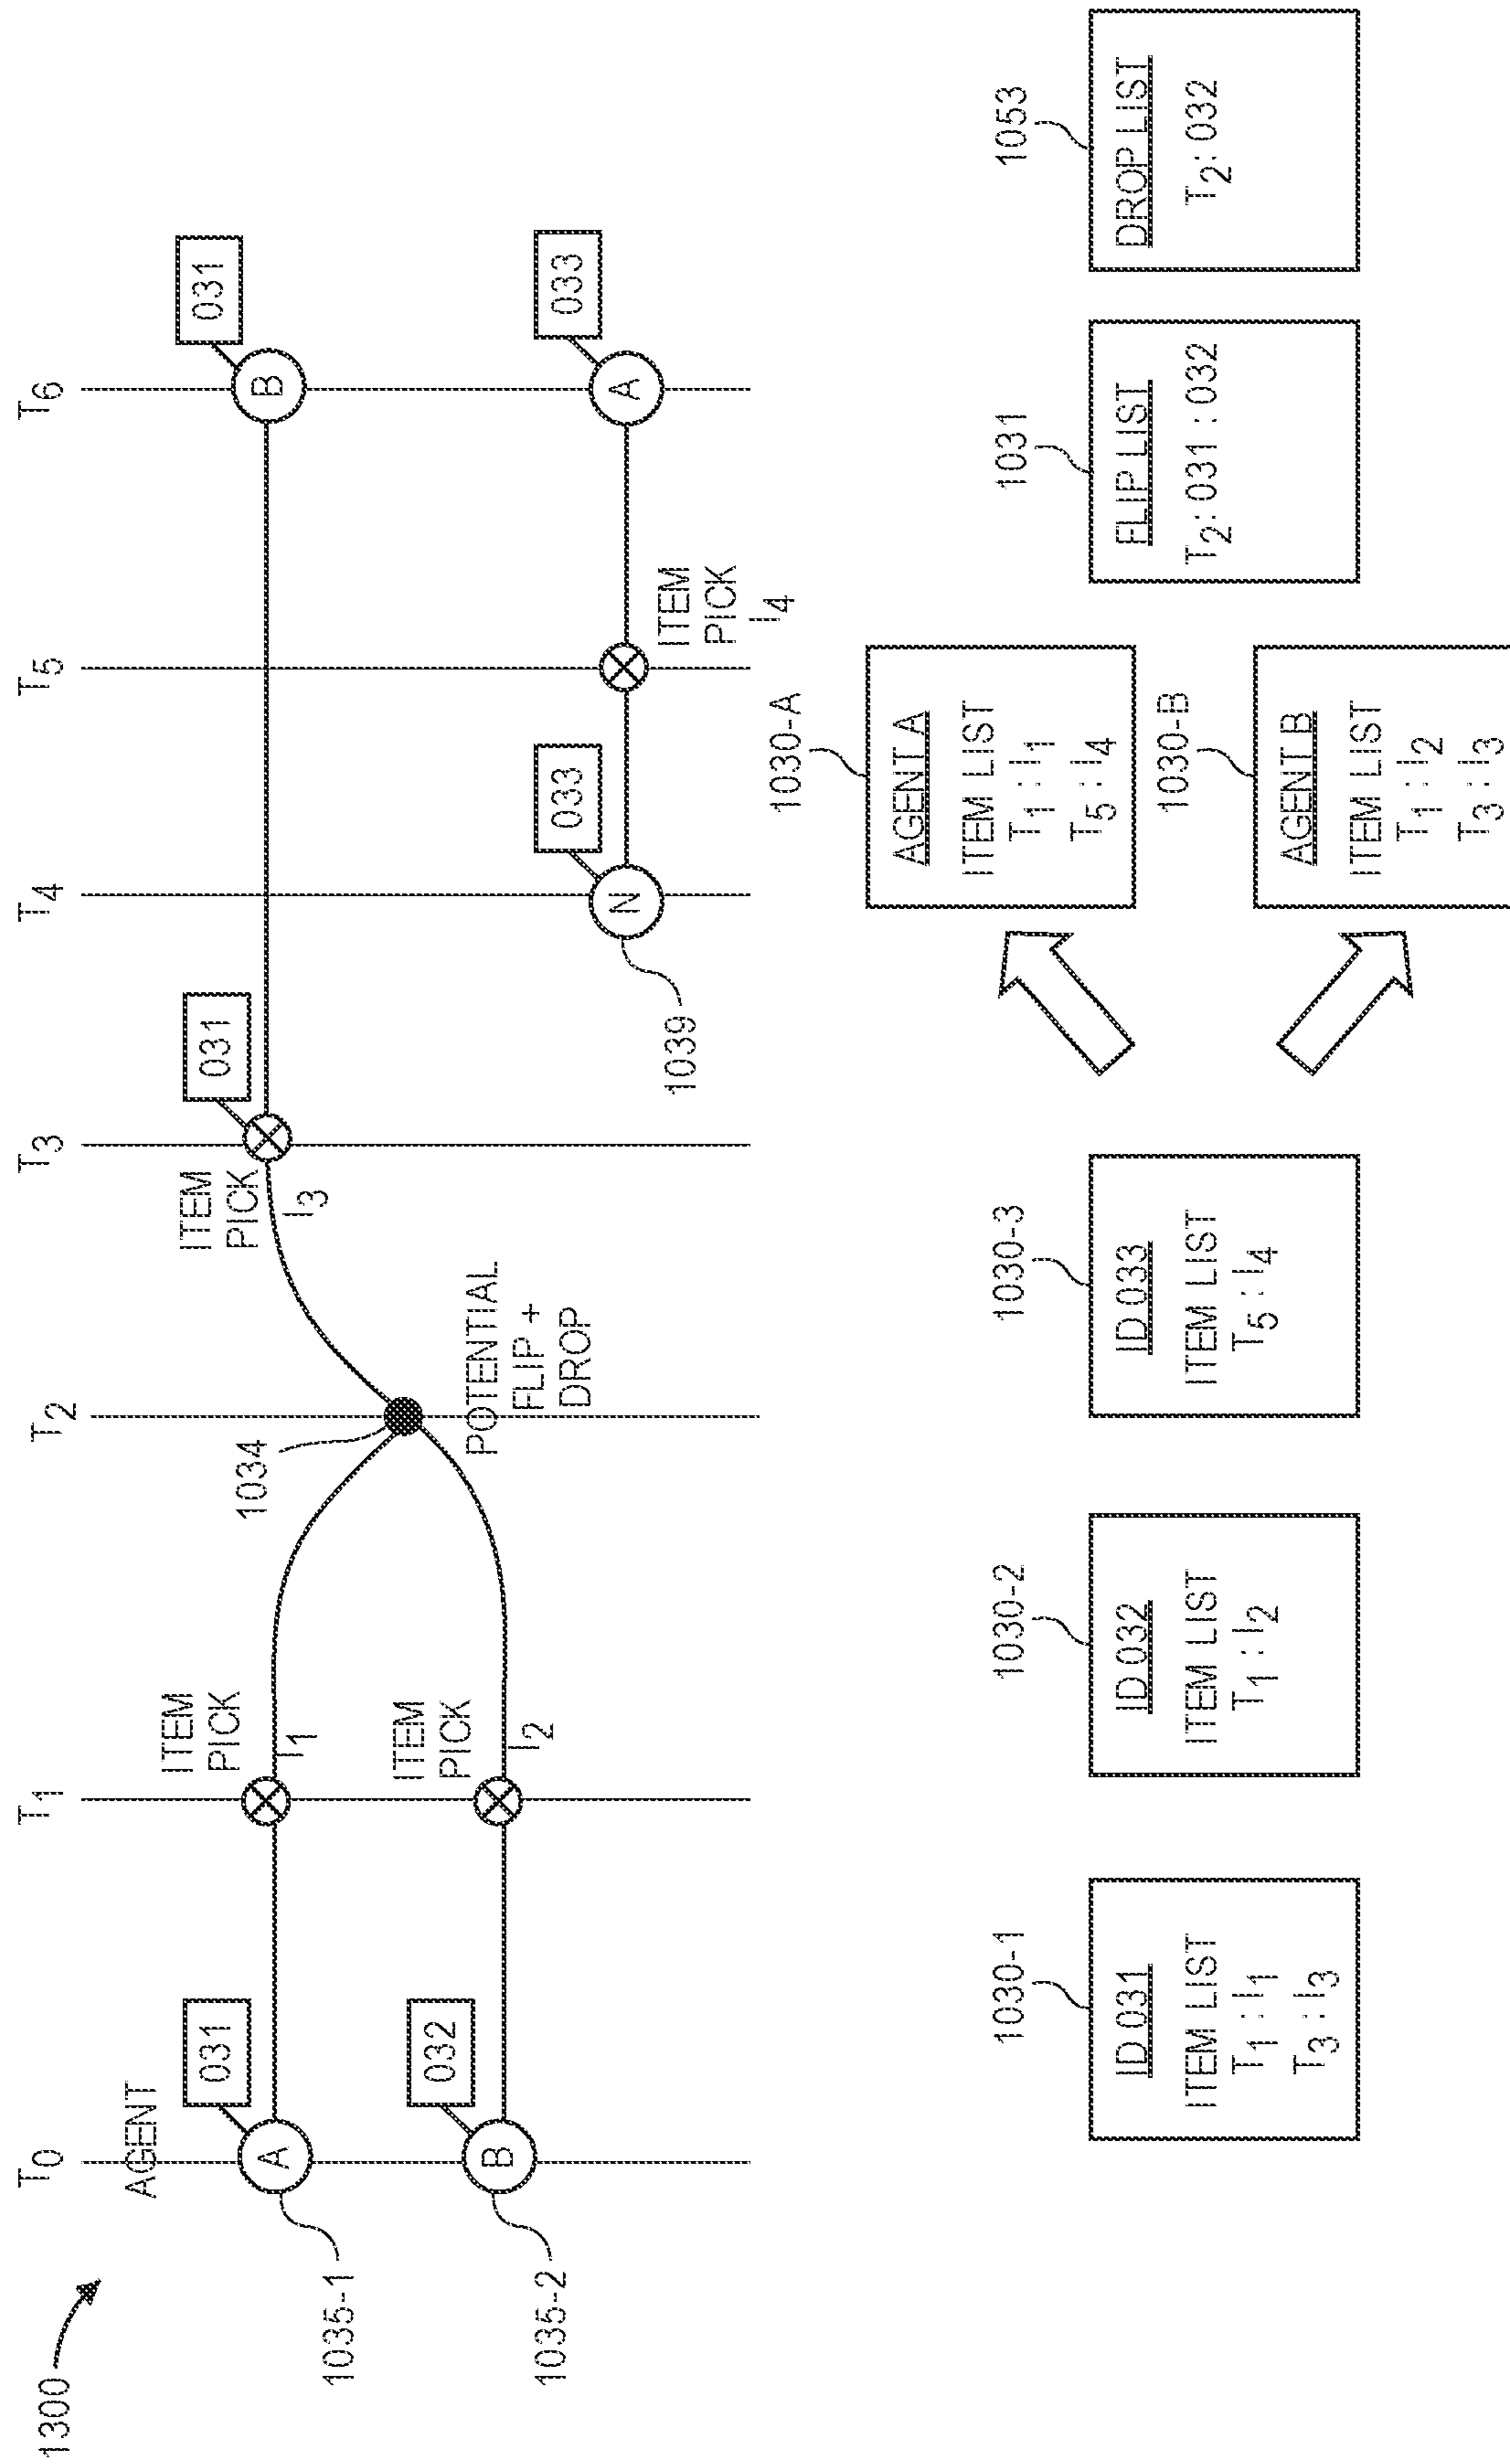 1300
T0
T1
T2
T3
T4
T5
T6
AGENT
031
A
1035-1
ITEM
PICK
I1
032
B
1035-2
ITEM
PICK
I2
1034
POTENTIAL
FLIP +
DROP
ITEM
PICK
I3
031
033
N
1039
ITEM
PICK
I4
031
B
033
A
1030-1
ID 031
ITEM LIST
T1 : I1
T3 : I3
1030-2
ID 032
ITEM LIST
T1 : I2
1030-3
ID 033
ITEM LIST
T5 : I4
1030-A
AGENT A
ITEM LIST
T1 : I1
T5 : I4
1030-B
AGENT B
ITEM LIST
T1 : I2
T3 : I3
1031
FLIP LIST
T2: 031 : 032
1053
DROP LIST
T2: 032